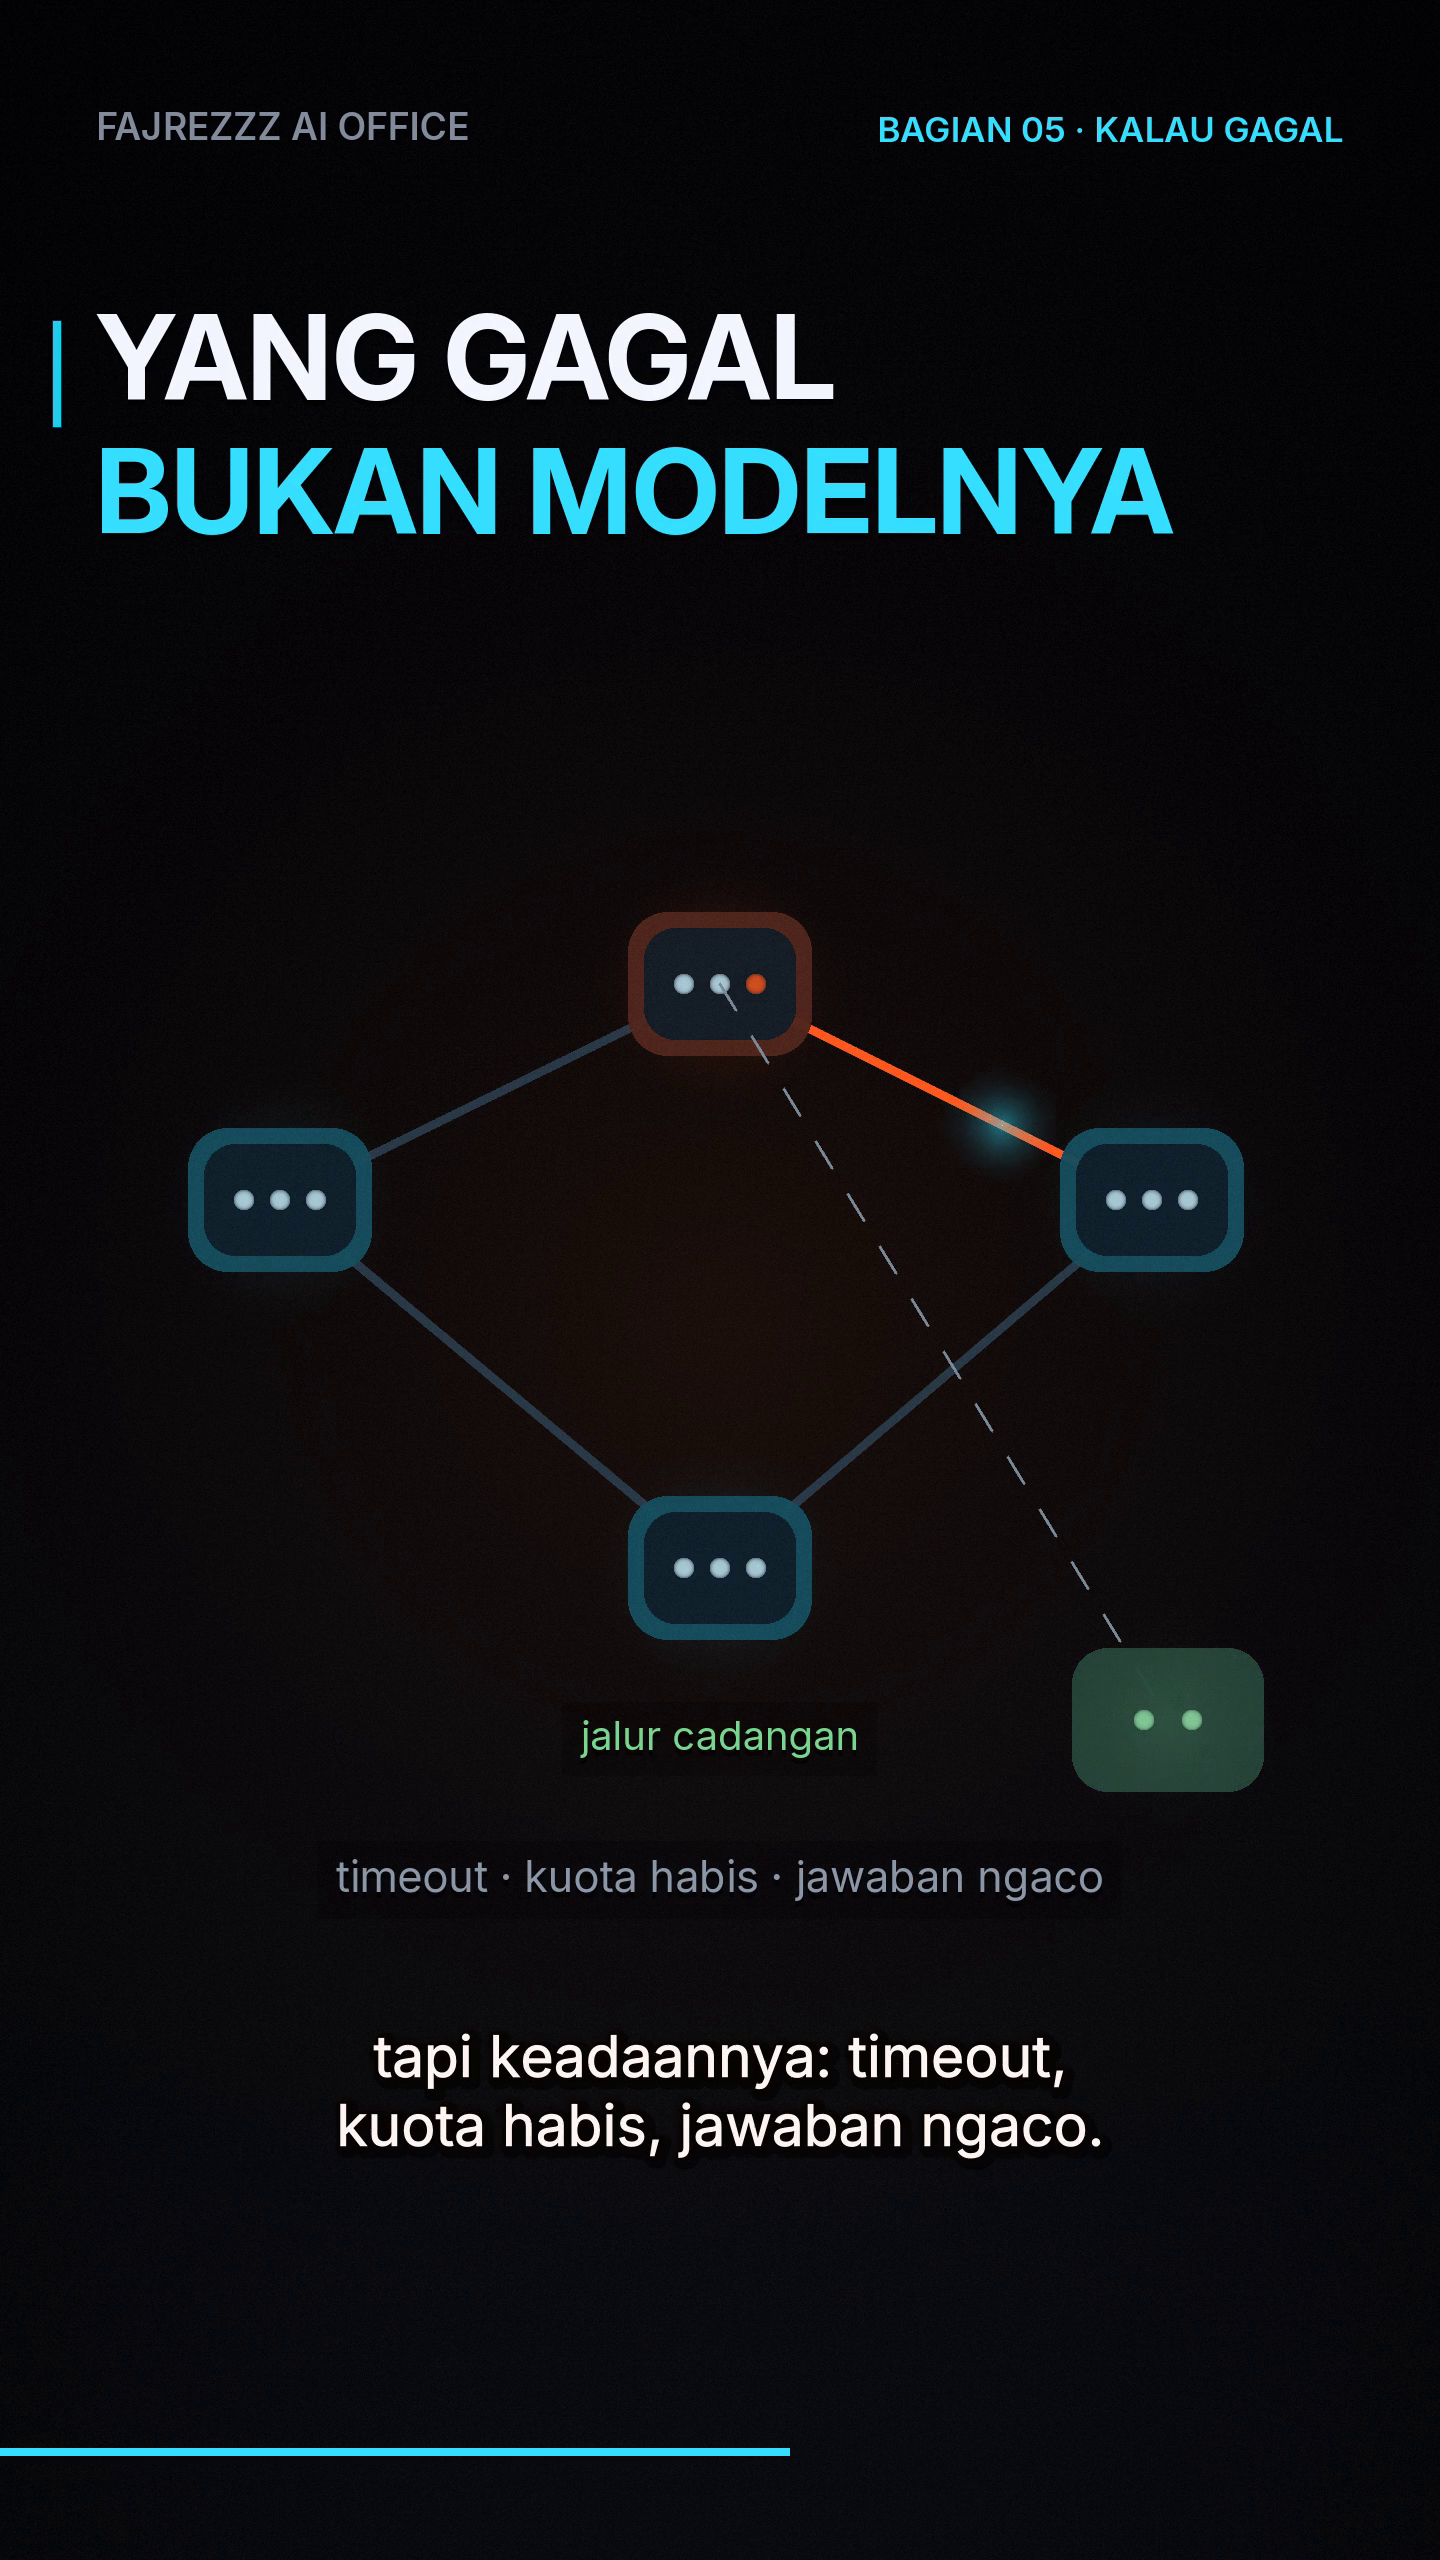 FAJREZZZ AI OFFICE
BAGIAN 05 · KALAU GAGAL
YANG GAGAL
BUKAN MODELNYA
jalur cadangan
timeout · kuota habis · jawaban ngaco
tapi keadaannya: timeout,
kuota habis, jawaban ngaco.